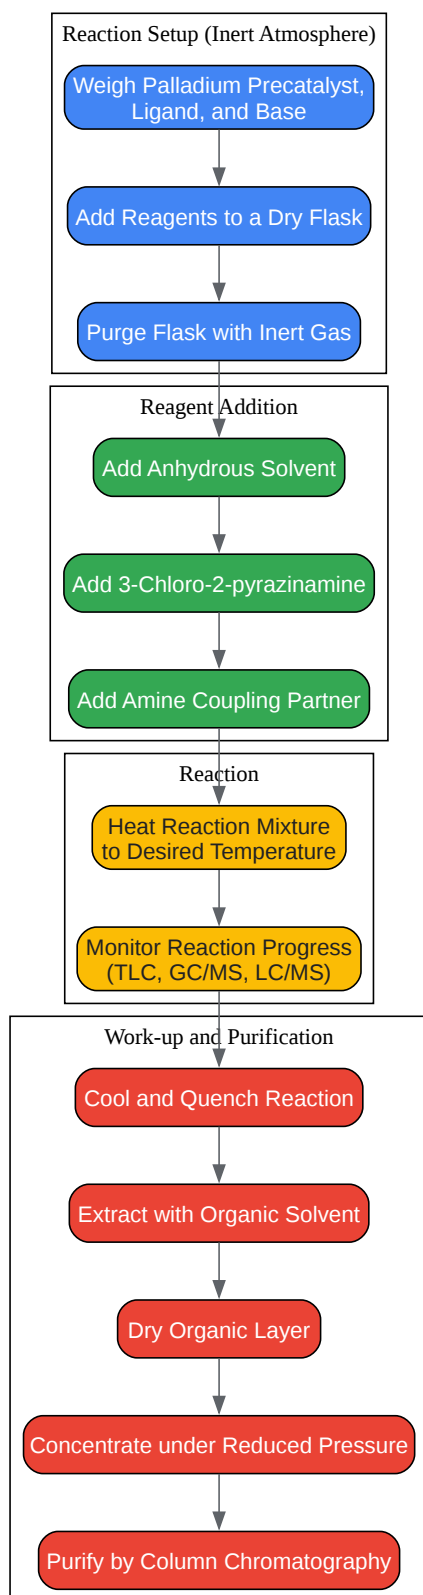 Reaction Setup (Inert Atmosphere)
Weigh Palladium Precatalyst,
Ligand, and Base
Add Reagents to a Dry Flask
Purge Flask with Inert Gas
Reagent Addition
Add Anhydrous Solvent
Add 3-Chloro-2-pyrazinamine
Add Amine Coupling Partner
Reaction
Heat Reaction Mixture
to Desired Temperature
Monitor Reaction Progress
(TLC, GC/MS, LC/MS)
Work-up and Purification
Cool and Quench Reaction
Extract with Organic Solvent
Dry Organic Layer
Concentrate under Reduced Pressure
Purify by Column Chromatography